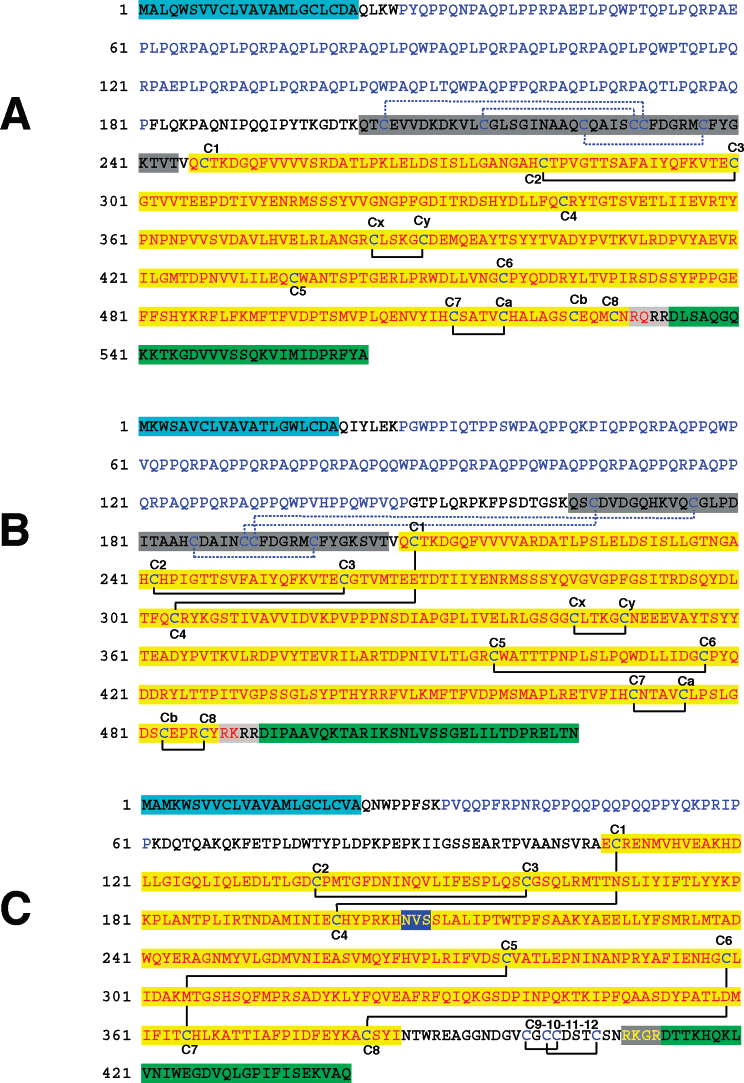 1 MALQWSVVCLVAVAMLGCLCDAQLKWPYQPPQNPAQPLPPRPAEPLPQWPTQPLPQRPAE
61 PLPQRPAQPLPQRPAQPLPQRPAQPLPQRPAQPLPQWPAQPLPQRPAQPLPQWPTQPLPQ
121 RPAEPLPQRPAQPLPQRPAQPLPQWPAQPLTQWPAQPFPQRPAQPLPQRPAQTLPQRPAQ
A
181 PFLQKPAQNIPQQIPYTKGDTKQTCEVVDKDKVLCGLSGINAAQCQAISCCFDGRMCFYG
C1 C3
241 KTVTVQCTKDGQFVVVVSRDATLPKLELDSISLLGANGAHCTPVGTTSAFAIYQFKVTEC
C2
301 GTVVTEEPDTIVYENRMSSSYVVGNGPFGDITRDSHYDLLFQCRYTGTSVETLIIEVRTY
Cx Cy C4
361 PNPNPVVSVDAVLHVELRLANGRCLSKGCDEMQEAYTSYYTVADYPVTKVLRDPVYAEVR
C6
421 ILGMTDPNVVLILEQCWANTSPTGERLPRWDLLVNGCPYQDDRYLTVPIRSDSSYFPPGE
C5
C7 Ca Cb C8
481 FFSHYKRFLFKMFTFVDPTSMVPLQENVYIHCSATVCHALAGSCEQMCNRQRRDLSAQGQ
541 KKTKGDVVVSSQKVIMIDPRFYA
1 MKWSAVCLVAVATLGWLCDAQIYLEKPGWPPIQTPPSWPAQPPQKPIQPPQRPAQPPQWP
61 VQPPQRPAQPPQRPAQPPQRPAQPQQWPAQPPQRPAQPPQRPAQPPQRPAQPPQRPAQPP
121 QRPAQPPQRPAQPPQWPVHPPQWPVQPGTPLQRPKFPSDTGSKQSCDVDGQHKVQCGLPD
B
181 ITAAHCDAINCCFDGRMCFYGKSVTVQCTKDGQFVVVVARDATLPSLELDSISLLGTNGA
C1
C2 C3
241 HCHPIGTTSVFAIYQFKVTECGTVMTEETDTIIYENRMSSSYQVGVGPFGSITRDSQYDL
Cx Cy
301 TFQCRYKGSTIVAVVIDVKPVPPPNSDIAPGPLIVELRLGSGGCLTKGCNEEEVAYTSYY
C4
C5 C6
361 TEADYPVTKVLRDPVYTEVRILARTDPNIVLTLGRCWATTTPNPLSLPQWDLLIDGCPYQ
C7 Ca
421 DDRYLTTPITVGPSSGLSYPTHYRRFVLKMFTFVDPMSMAPLRETVFIHCNTAVCLPSLG
Cb C8
481 DSCEPRCYRKRRDIPAAVQKTARIKSNLVSSGELILTDPRELTN
1 MAMKWSVVCLVAVAMLGCLCVAQNWPPFSKPVQQPFRPNRQPPQQPQQPQQPPYQKPRIP
C1
61 PKDQTQAKQKFETPLDWTYPLDPKPEPKIIGSSEARTPVAANSVRAECRENMVHVEAKHD
C2 C3
121 LLGIGQLIQLEDLTLGDCPMTGFDNINQVLIFESPLQSCGSQLRMTTNSLIYIFTLYYKP
C
181 KPLANTPLIRTNDAMINIECHYPRKHNVSSLALIPTWTPFSAAKYAEELLYFSMRLMTAD
C4
C5 C6
241 WQYERAGNMYVLGDMVNIEASVMQYFHVPLRIFVDSCVATLEPNINANPRYAFIENHGCL
301 IDAKMTGSHSQFMPRSADYKLYFQVEAFRFQIQKGSDPINPQKTKIPFQAASDYPATLDM
C9-10-11-12
361 IFITCHLKATTIAFPIDFEYKACSYINTWREAGGNDGVCGCCDSTCSNRKGRDTTKHQKL
C7 C8
421 VNIWEGDVQLGPIFISEKVAQ